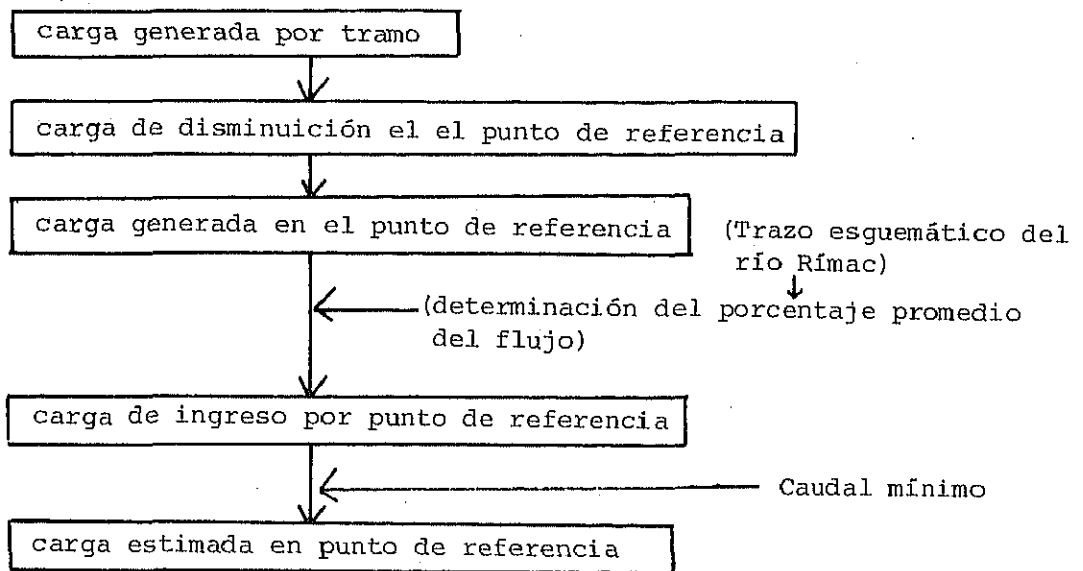 carga generada por tramo
carga de disminuición el el punto de referencia
carga generada en el punto de referencia
(Trazo esquemático del
río Rímac)
(determinación del porcentaje promedio
del flujo)
carga de ingreso por punto de referencia
Caudal mínimo
carga estimada en punto de referencia